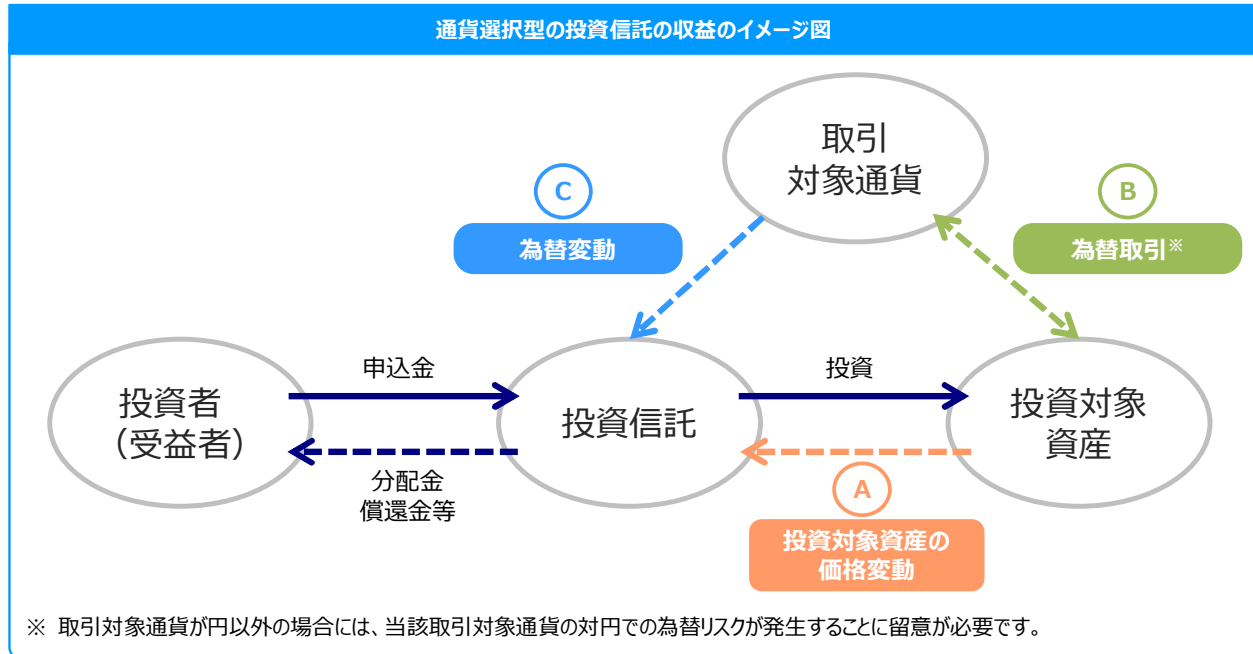 通貨選択型の投資信託の収益のイメージ図
取引
対象通貨
C
為替変動
B
為替取引※
投資者
（受益者）
申込金
分配金
償還金等
投資信託
投資
投資対象
資産
A
投資対象資産の
価格変動
※ 取引対象通貨が円以外の場合には、当該取引対象通貨の対円での為替リスクが発生することに留意が必要です。